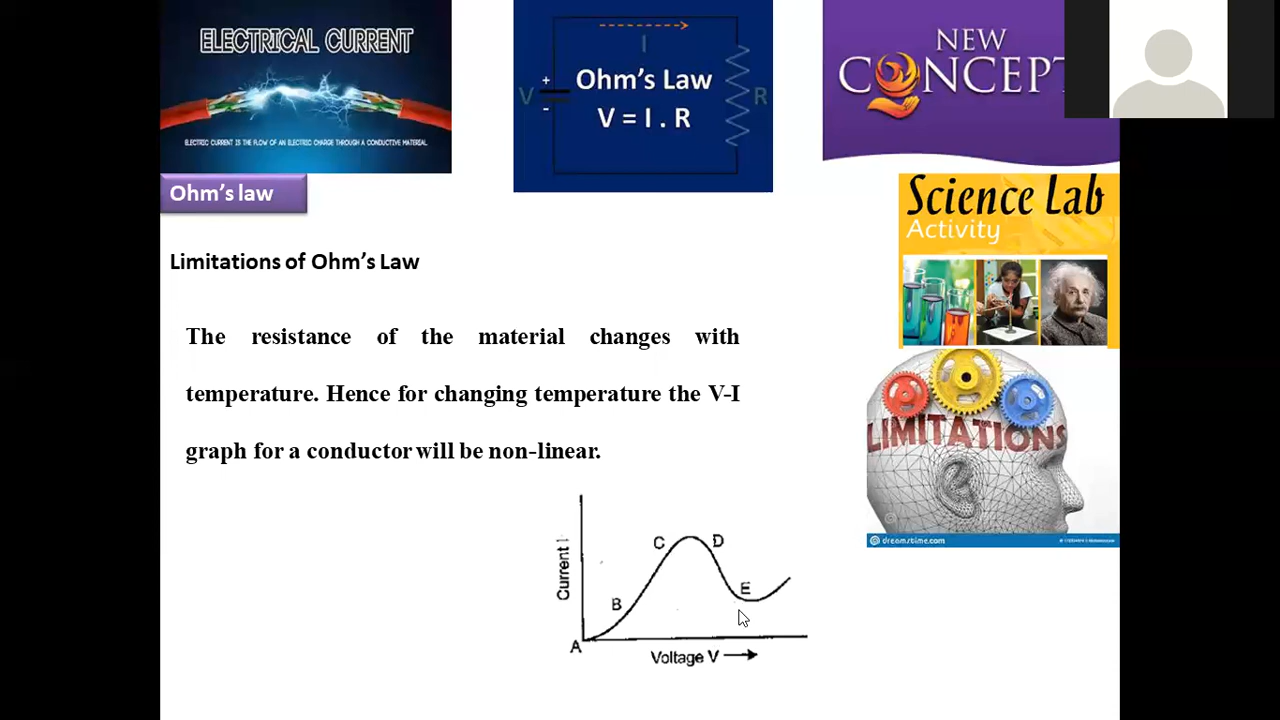 ELECTRICAL CURRENT
ELECTRIC CURRENT IS THE FLOW OF AN ELECTRIC CHARGE THROUGH A CONDUCTIVE MATERIAL
I
+
V
-
Ohm's Law
V = I . R
R
NEW
CONCEPT
Ohm's law
Science Lab
Activity
Limitations of Ohm's Law
The resistance of the material changes with
temperature. Hence for changing temperature the V-I
graph for a conductor will be non-linear.
LIMITATIONS
dreamstime.com
C
D
Current I
E
B
A
Voltage V